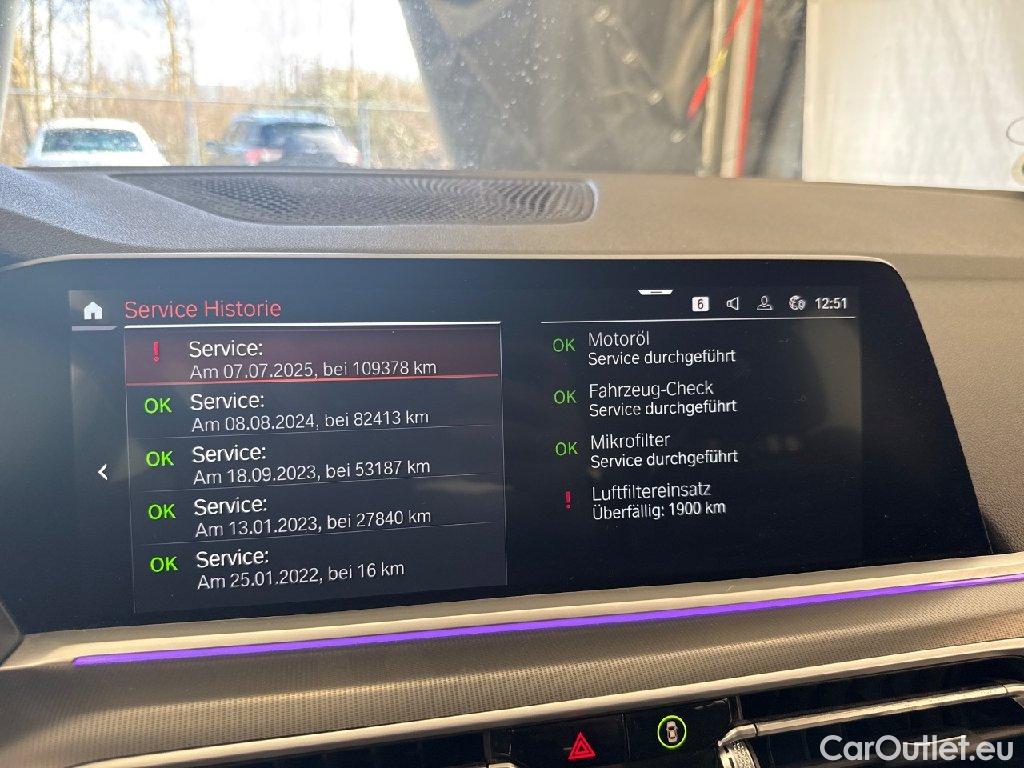 Service Historie
6
12:51
!
Service:
Am 07.07.2025, bei 109378 km
OK
Service:
Am 08.08.2024, bei 82413 km
OK
Service:
Am 18.09.2023, bei 53187 km
OK
Service:
Am 13.01.2023, bei 27840 km
OK
Service:
Am 25.01.2022, bei 16 km
OK
Motoröl
Service durchgeführt
OK
Fahrzeug-Check
Service durchgeführt
OK
Mikrofilter
Service durchgeführt
!
Luftfiltereinsatz
Überfällig: 1900 km
CarOutlet.eu